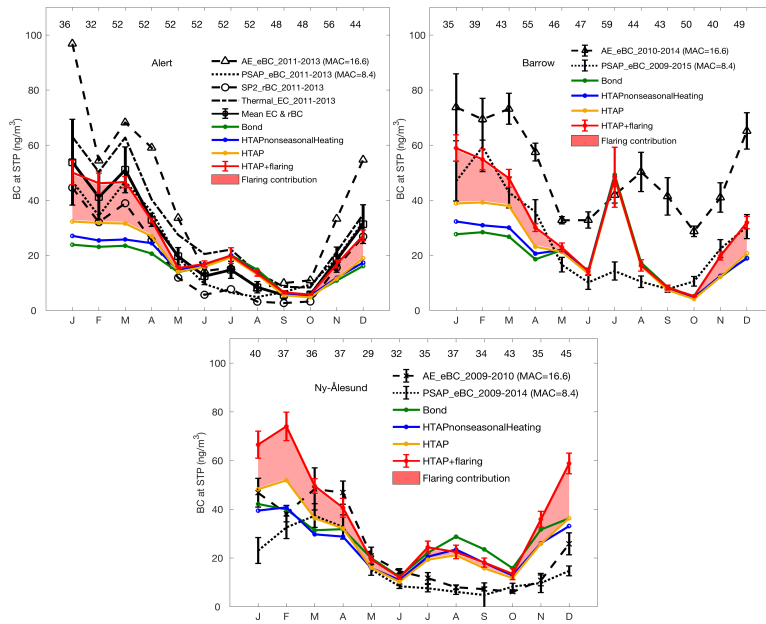 36 32 52 52 52 52 52 48 48 56 44
Alert
AE_eBC_2011-2013 (MAC=16.6)
PSAP_eBC_2011-2013 (MAC=8.4)
SP2_rBC_2011-2013
Thermal_EC_2011-2013
Mean EC & rBC
Bond
HTAPnonseasonalHeating
HTAP
HTAP+flaring
Flaring contribution
BC at STP (ng/m³)
100
80
60
40
20
0
J F M A M J J A S O N D
35 39 43 55 46 47 59 44 43 50 40 49
Barrow
AE_eBC_2010-2014 (MAC=16.6)
PSAP_eBC_2009-2015 (MAC=8.4)
Bond
HTAPnonseasonalHeating
HTAP
HTAP+flaring
Flaring contribution
BC at STP (ng/m³)
100
80
60
40
20
0
J F M A M J J A S O N D
40 37 36 37 29 32 35 37 34 43 35 45
Ny-Ålesund
AE_eBC_2009-2010 (MAC=16.6)
PSAP_eBC_2009-2014 (MAC=8.4)
Bond
HTAPnonseasonalHeating
HTAP
HTAP+flaring
Flaring contribution
BC at STP (ng/m³)
100
80
60
40
20
0
J F M A M J J A S O N D